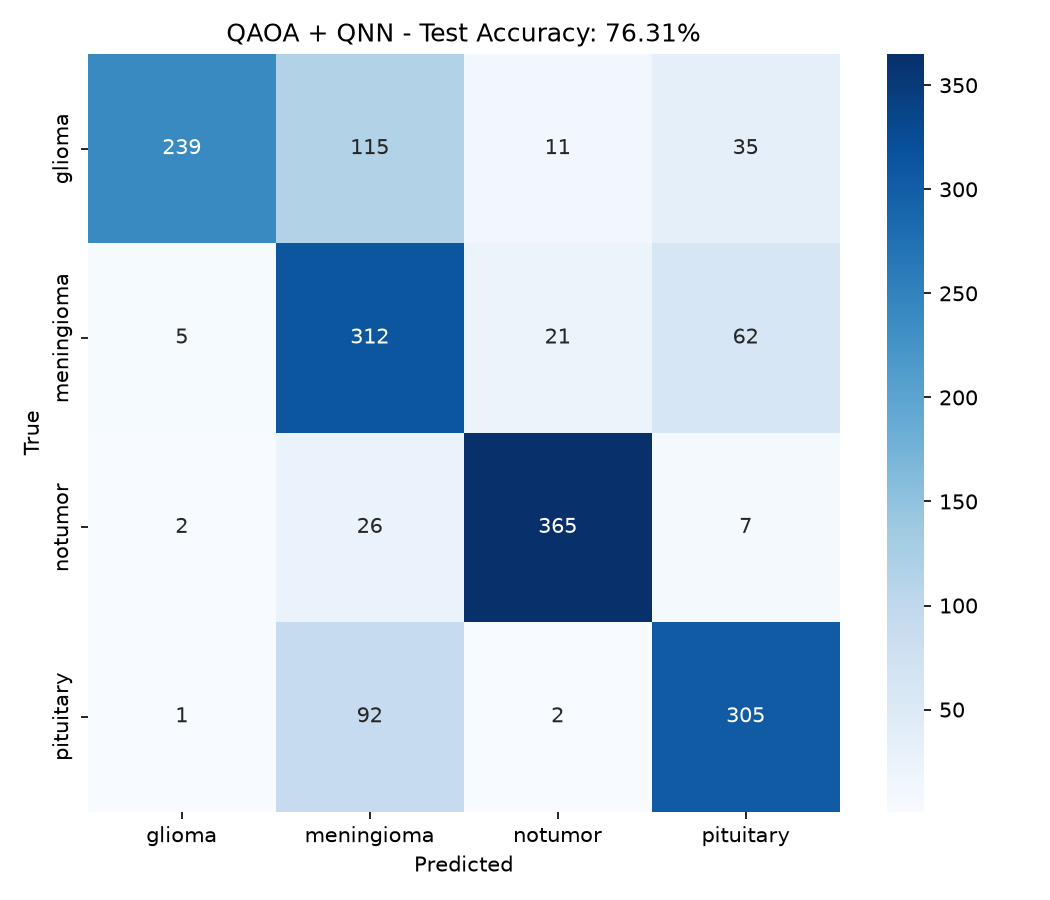 QAOA + QNN - Test Accuracy: 76.31%
True
glioma 239 115 11 35
meningioma 5 312 21 62
notumor 2 26 365 7
pituitary 1 92 2 305
glioma meningioma notumor pituitary
Predicted
350
300
250
200
150
100
50